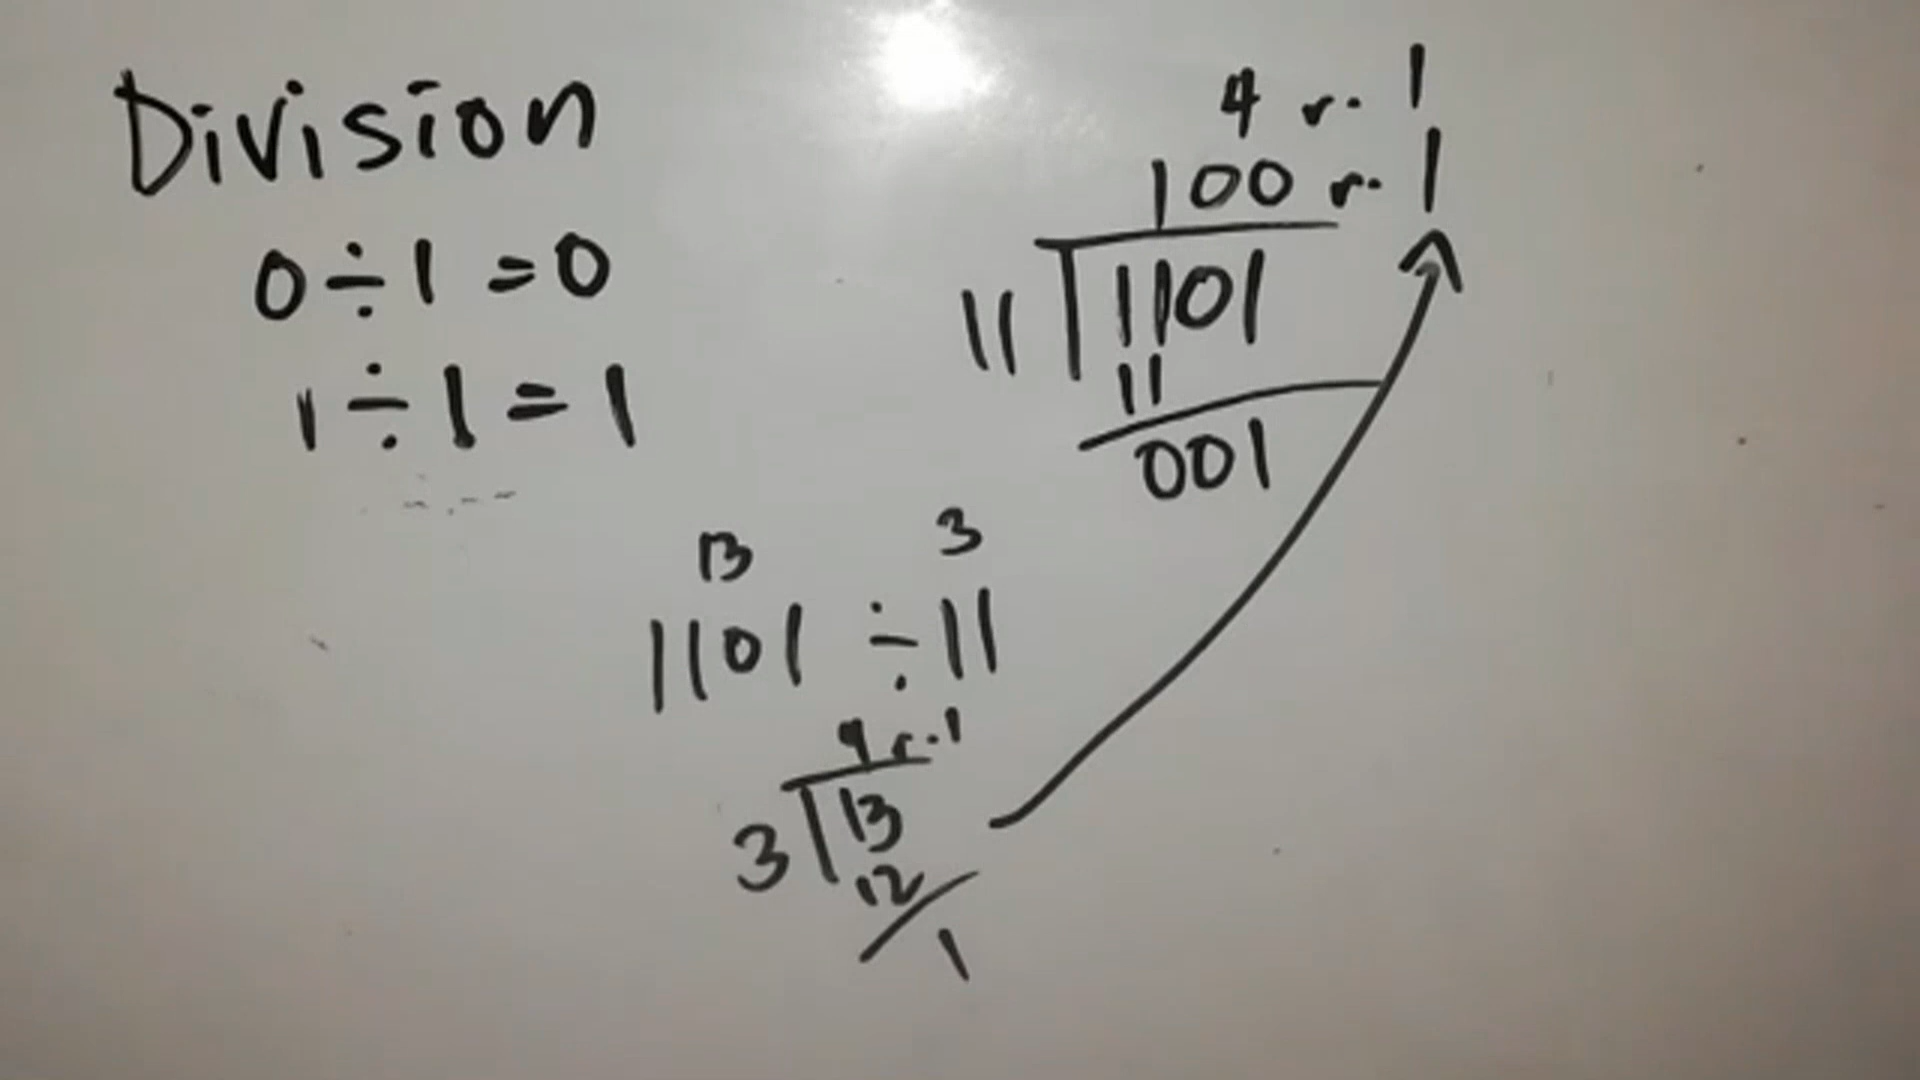 Division
0 ÷ 1 = 0
1 ÷ 1 = 1
4 r. 1
100 r. 1
11 1101
11
001
13 3
1101 ÷ 11
4 r. 1
3 13
12
1